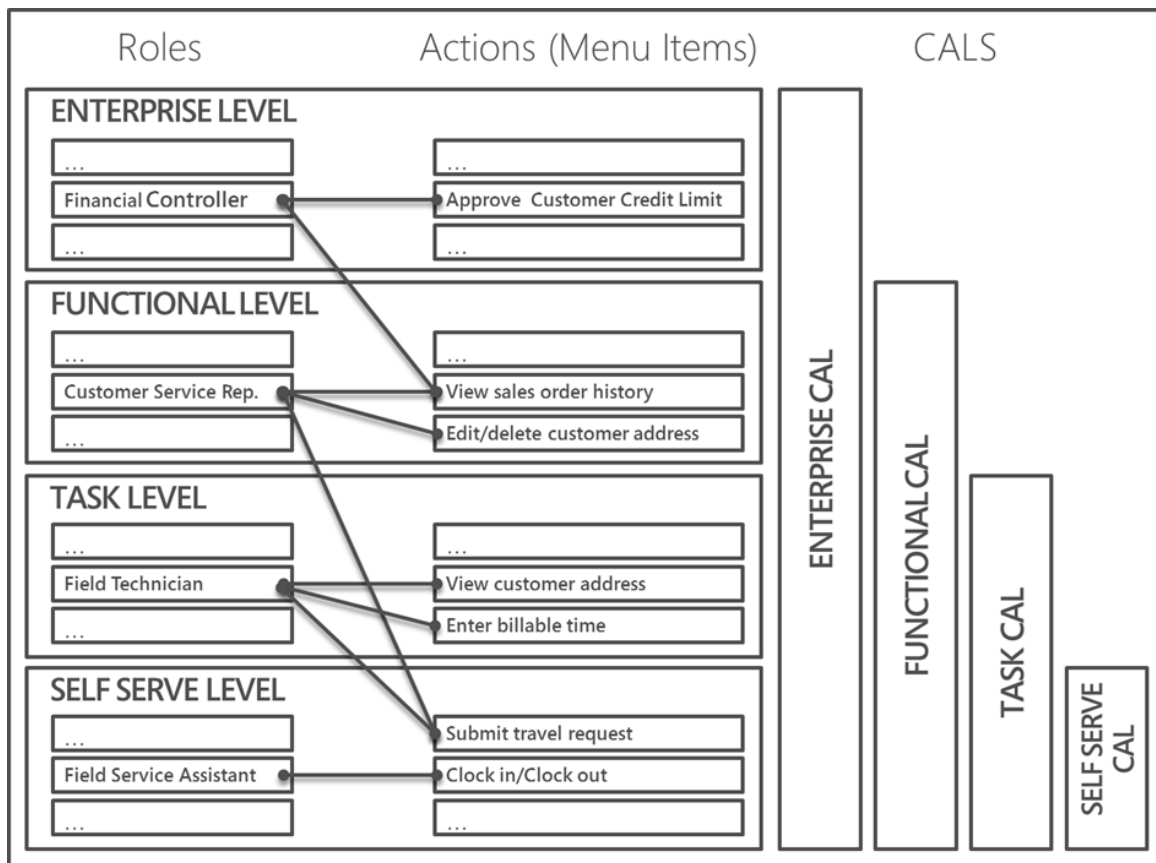 Roles Actions (Menu Items) CALS
ENTERPRISE LEVEL
... ...
Financial Controller Approve Customer Credit Limit
... ...
FUNCTIONAL LEVEL
... ...
Customer Service Rep. View sales order history
... Edit/delete customer address
TASK LEVEL
... ...
Field Technician View customer address
... Enter billable time
SELF SERVE LEVEL
... Submit travel request
Field Service Assistant Clock in/Clock out
... ...
ENTERPRISE CAL
FUNCTIONAL CAL
TASK CAL
SELF SERVE
CAL